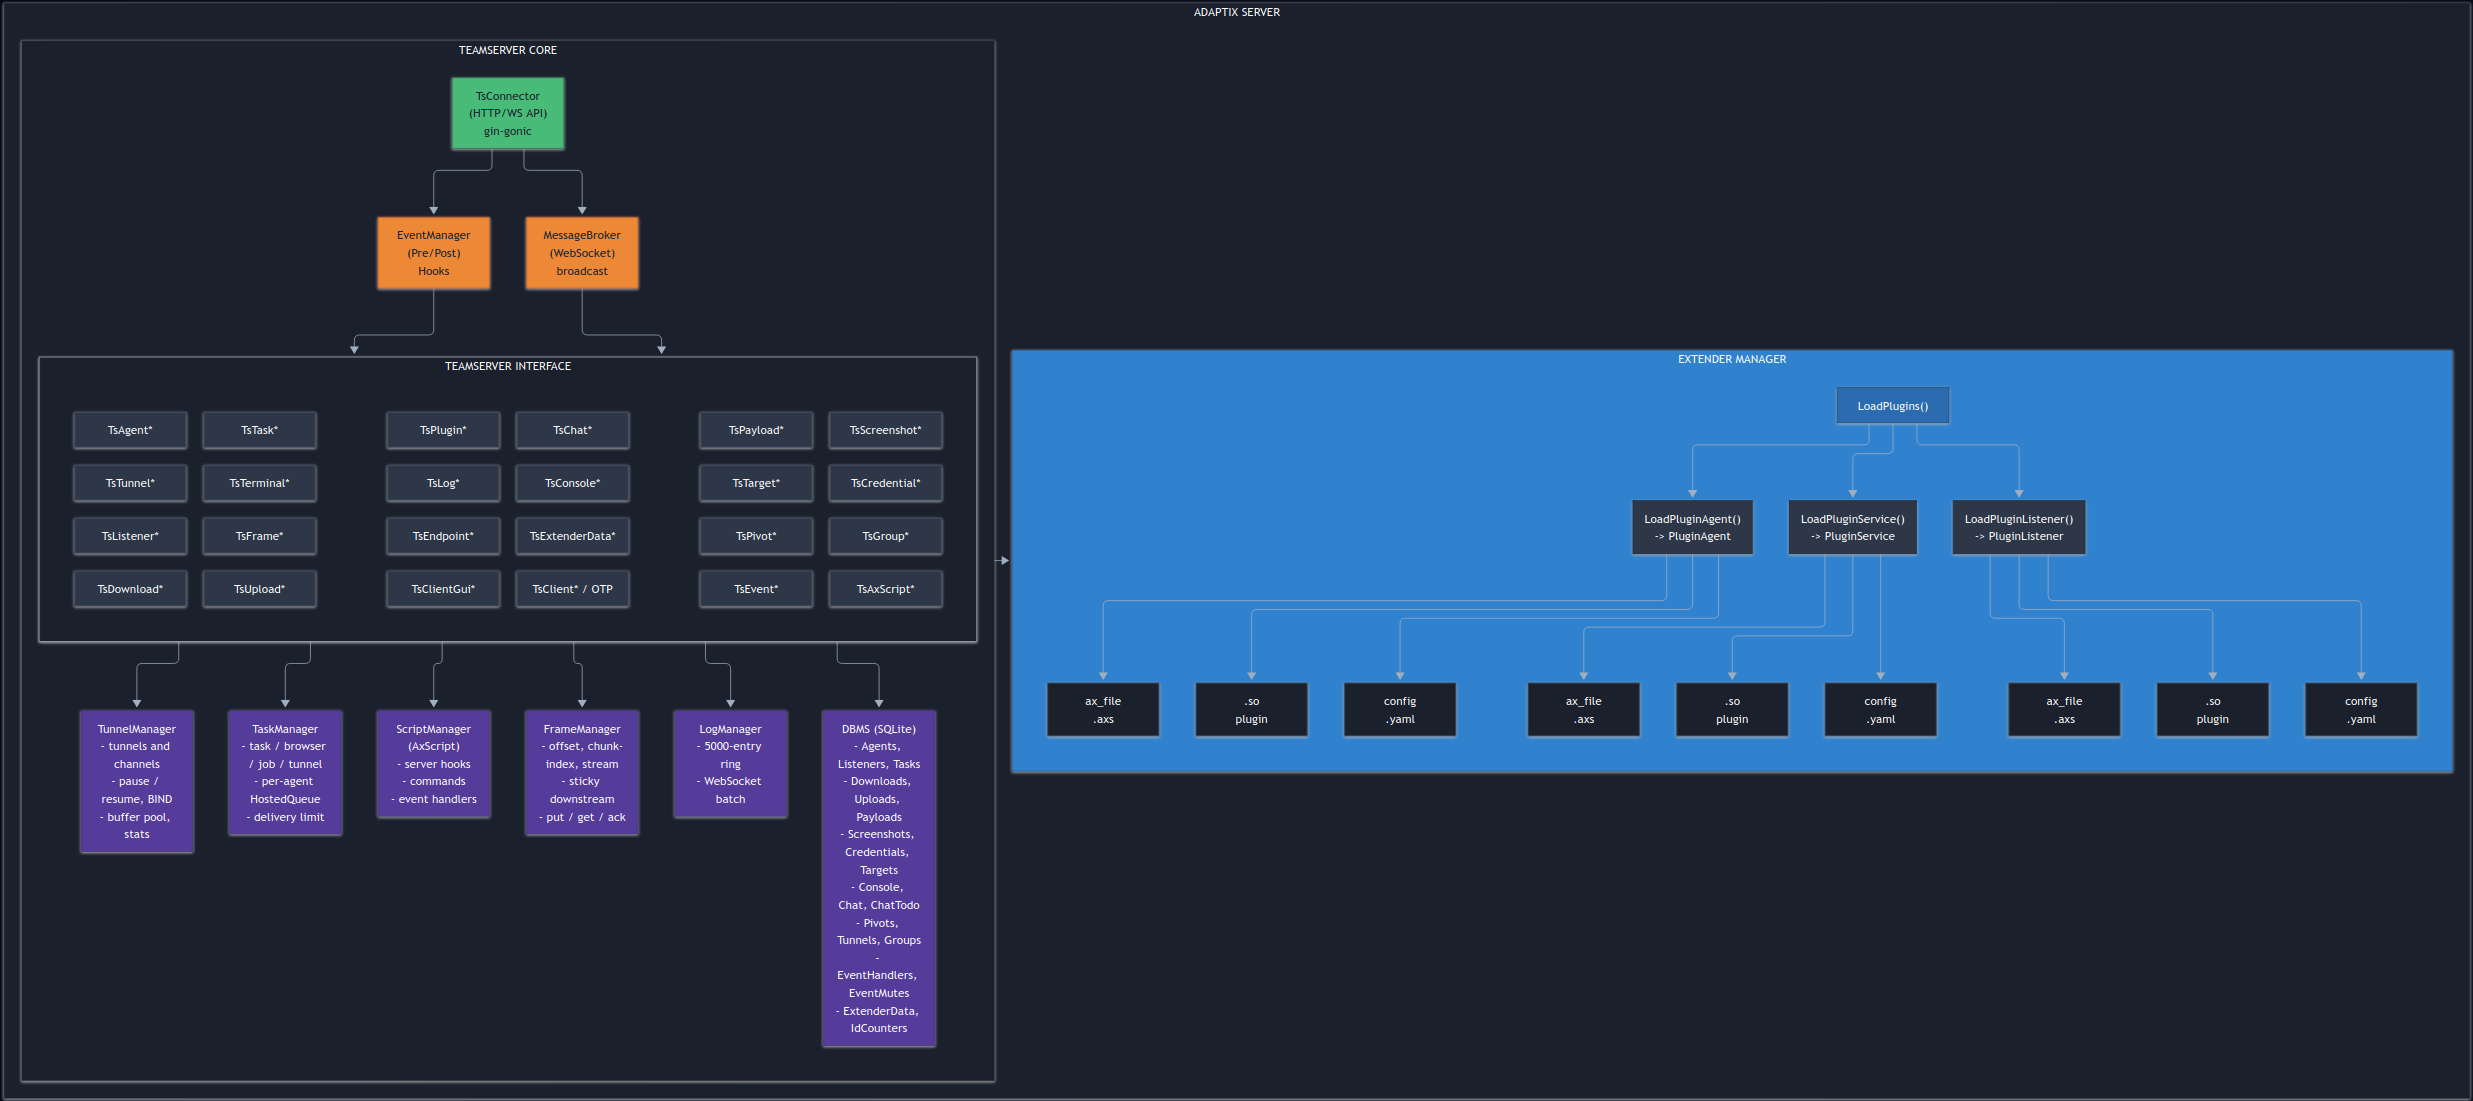 ADAPTIX SERVER
TEAMSERVER CORE
TsConnector
(HTTP/WS API)
gin-gonic
EventManager
(Pre/Post)
Hooks
MessageBroker
(WebSocket)
broadcast
TEAMSERVER INTERFACE
TsAgent*
TsTask*
TsPlugin*
TsChat*
TsPayload*
TsScreenshot*
TsTunnel*
TsTerminal*
TsLog*
TsConsole*
TsTarget*
TsCredential*
TsListener*
TsFrame*
TsEndpoint*
TsExtenderData*
TsPivot*
TsGroup*
TsDownload*
TsUpload*
TsClientGui*
TsClient* / OTP
TsEvent*
TsAxScript*
TunnelManager
- tunnels and
channels
- pause /
resume, BIND
- buffer pool,
stats
TaskManager
- task / browser
/ job / tunnel
- per-agent
HostedQueue
- delivery limit
ScriptManager
(AxScript)
- server hooks
- commands
- event handlers
FrameManager
- offset, chunk-
index, stream
- sticky
downstream
- put / get / ack
LogManager
- 5000-entry
ring
- WebSocket
batch
DBMS (SQLite)
- Agents,
Listeners, Tasks
- Downloads,
Uploads,
Payloads
- Screenshots,
Credentials,
Targets
- Console,
Chat, ChatTodo
- Pivots,
Tunnels, Groups
-
EventHandlers,
EventMutes
- ExtenderData,
IdCounters
EXTENDER MANAGER
LoadPlugins()
LoadPluginAgent()
-> PluginAgent
LoadPluginService()
-> PluginService
LoadPluginListener()
-> PluginListener
ax_file
.axs
.so
plugin
config
.yaml
ax_file
.axs
.so
plugin
config
.yaml
ax_file
.axs
.so
plugin
config
.yaml